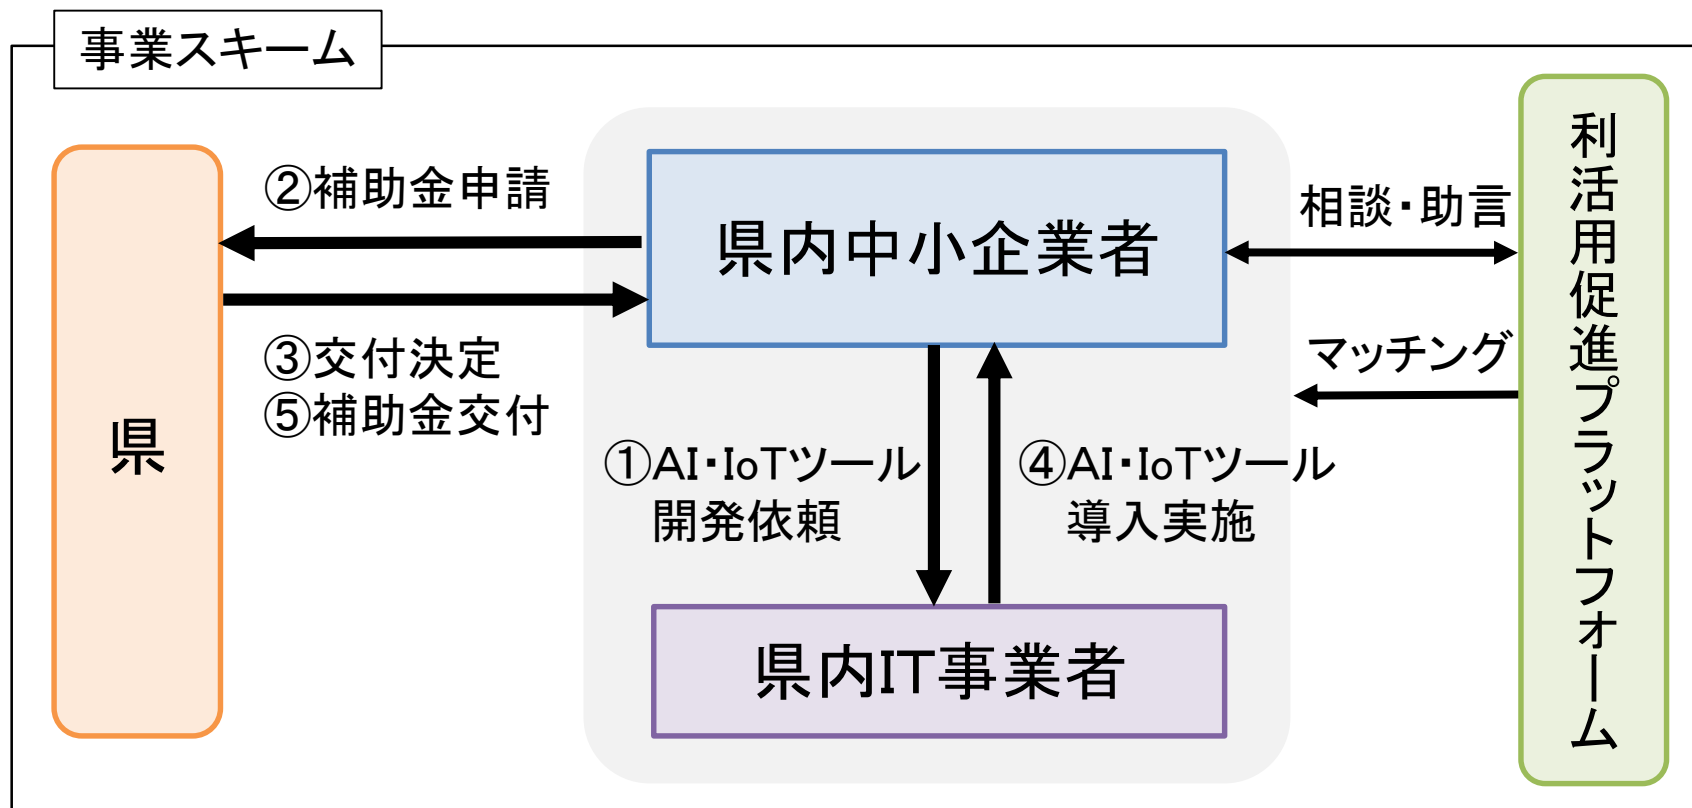 事業スキーム
県
②補助金申請
③交付決定
⑤補助金交付
県内中小企業者
①AI・IoTツール
開発依頼
④AI・IoTツール
導入実施
県内IT事業者
相談・助言
マッチング
利活用促進プラットフォーム